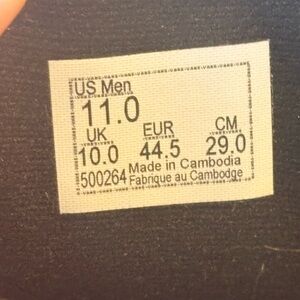 US Men
11.0
UK EUR CM
10.0 44.5 29.0
500264 Made in Cambodia
Fabrique au Cambodge